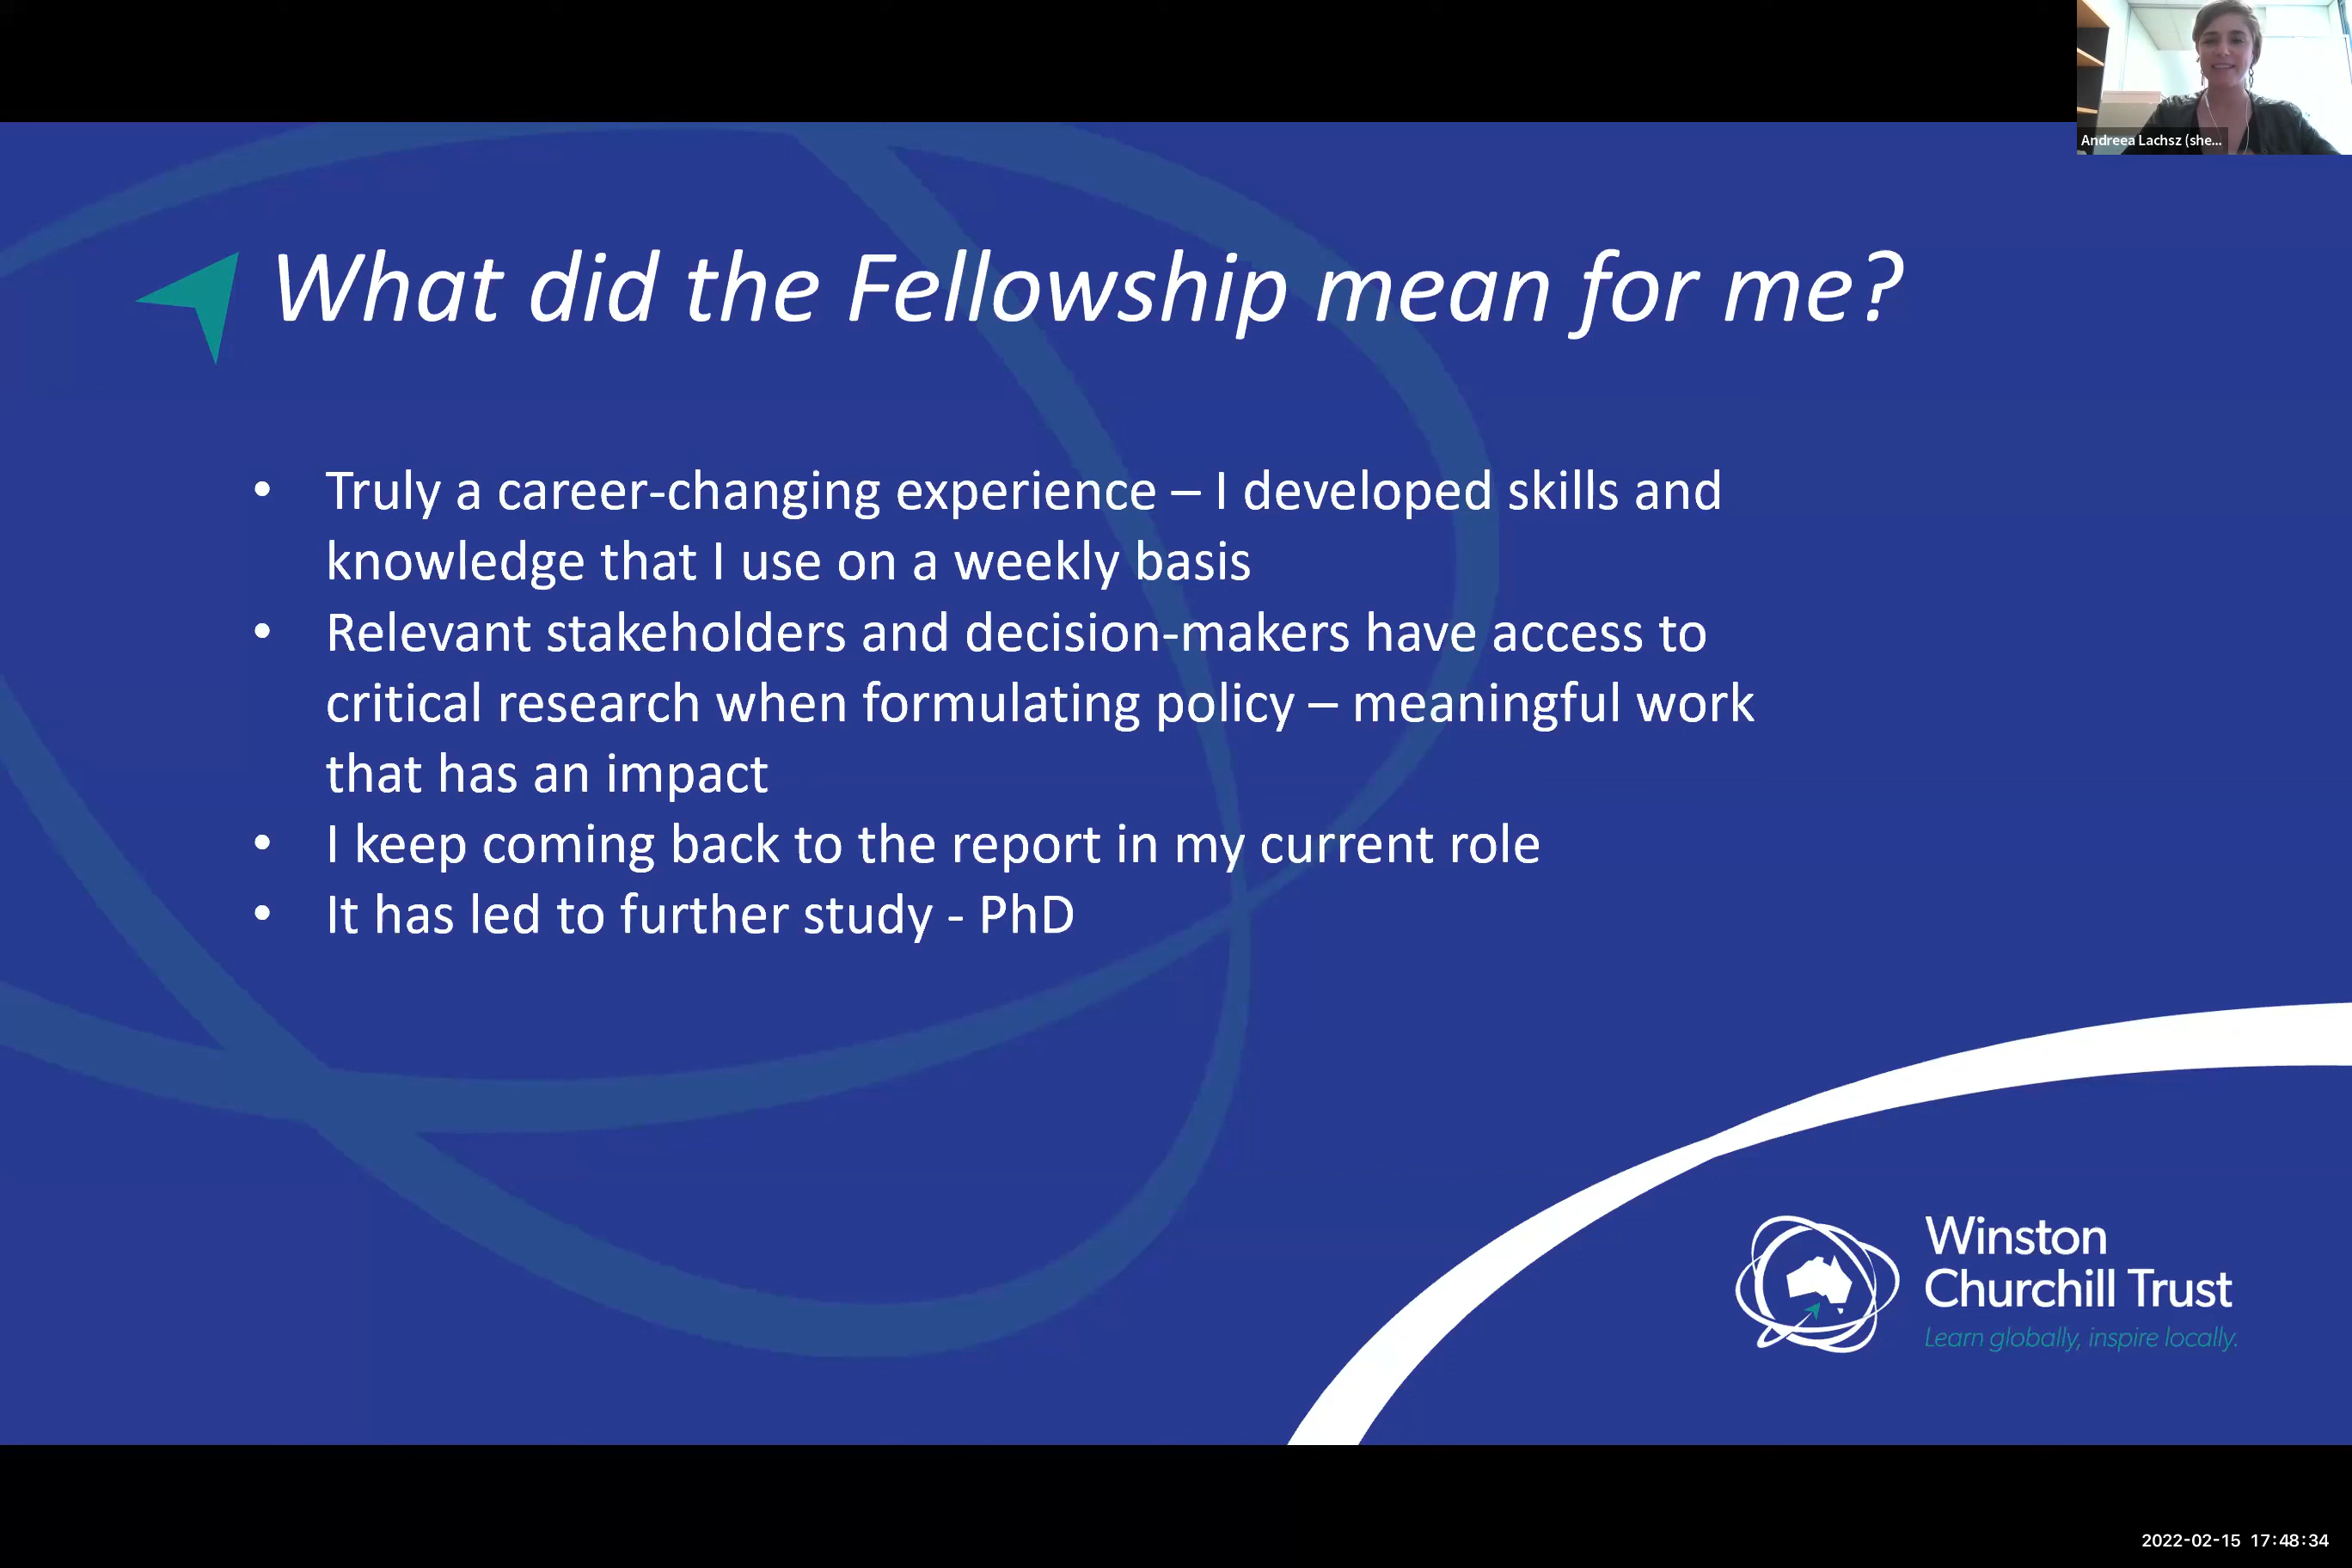 Andreea Lachsz (she...
What did the Fellowship mean for me?
• Truly a career-changing experience – I developed skills and
knowledge that I use on a weekly basis
• Relevant stakeholders and decision-makers have access to
critical research when formulating policy – meaningful work
that has an impact
• I keep coming back to the report in my current role
• It has led to further study - PhD
Winston
Churchill Trust
Learn globally, inspire locally.
2022-02-15 17:48:34